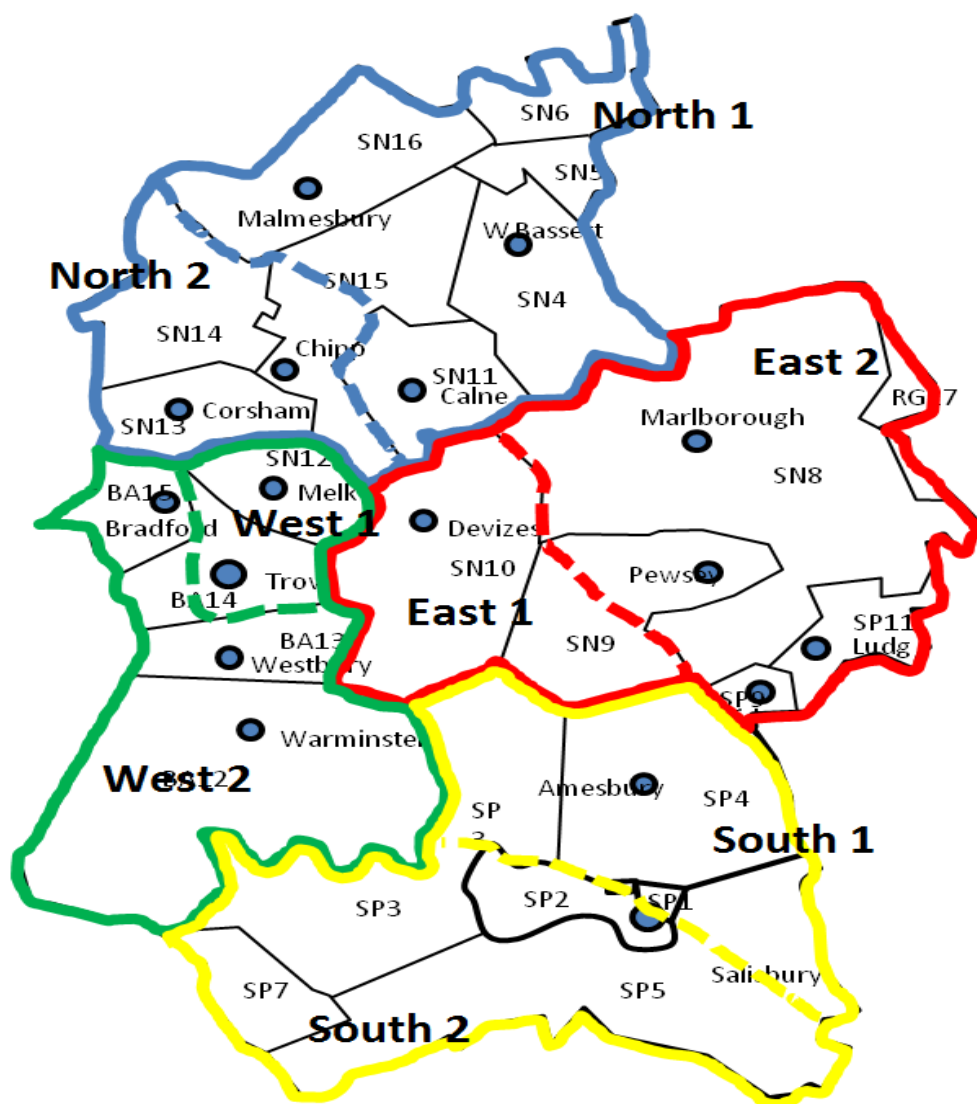 SN6
North 1
SN16
SN5
Malmesbury
W.Bassett
North 2
SN15
SN4
SN14
Chipp
East 2
SN11
Calne
RG17
Corsham
Marlborough
SN13
SN12
SN8
BA15
Melk
Bradford
West 1
Devizes
SN10
Pewsey
Trow
BA14
East 1
SP11
SN9
Ludg
BA13
Westbury
SP9
Warminster
West 2
Amesbury
SP4
SP
3
South 1
SP2
SP1
SP3
Salisbury
SP7
SP5
South 2